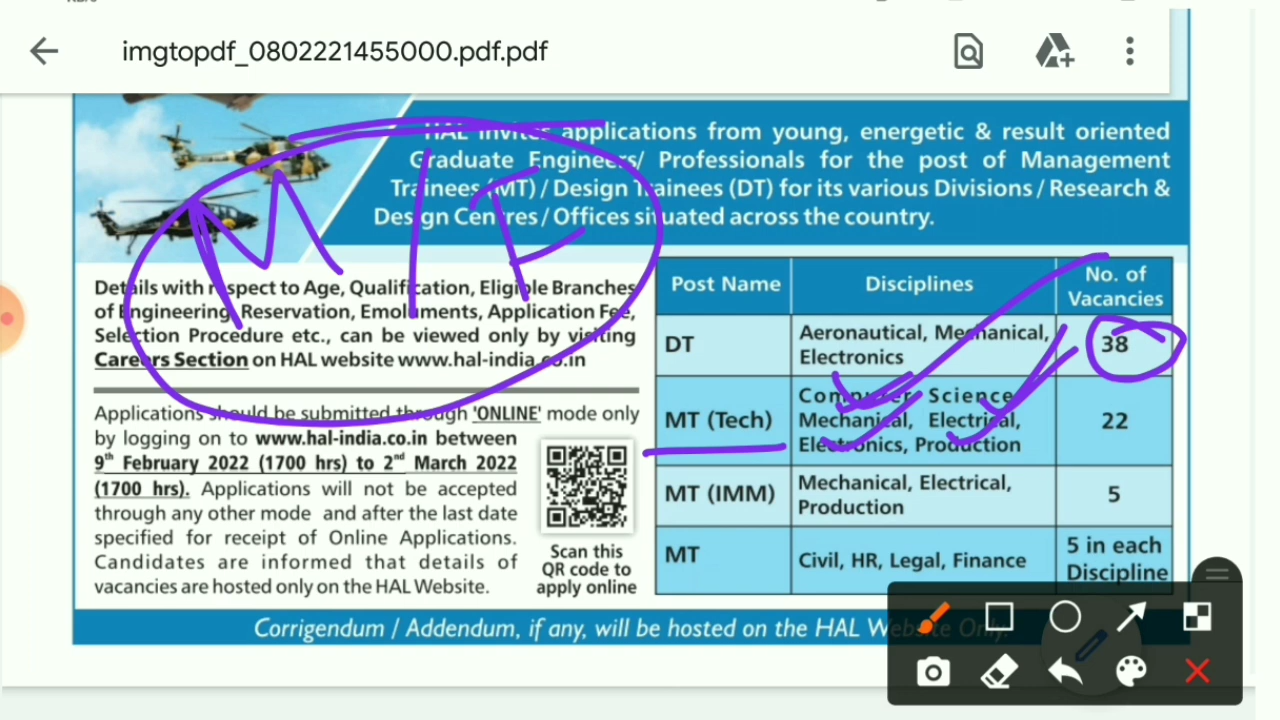 imgtopdf_0802221455000.pdf.pdf
HAL invites applications from young, energetic & result oriented
Graduate Engineers/ Professionals for the post of Management
Trainees (MT) / Design Trainees (DT) for its various Divisions / Research &
Design Centres / Offices situated across the country.
Details with respect to Age, Qualification, Eligible Branches
of Engineering, Reservation, Emoluments, Application Fee,
Selection Procedure etc., can be viewed only by visiting
Careers Section on HAL website www.hal-india.co.in
Applications should be submitted through 'ONLINE' mode only
by logging on to www.hal-india.co.in between
9th February 2022 (1700 hrs) to 2nd March 2022
(1700 hrs). Applications will not be accepted
through any other mode and after the last date
specified for receipt of Online Applications.
Candidates are informed that details of
vacancies are hosted only on the HAL Website.
Scan this
QR code to
apply online
Post Name Disciplines No. of Vacancies
DT Aeronautical, Mechanical, Electronics 38
MT (Tech) Computer Science, Mechanical, Electrical, Electronics, Production 22
MT (IMM) Mechanical, Electrical, Production 5
MT Civil, HR, Legal, Finance 5 in each Discipline
Corrigendum / Addendum, if any, will be hosted on the HAL Website Only.
MIF